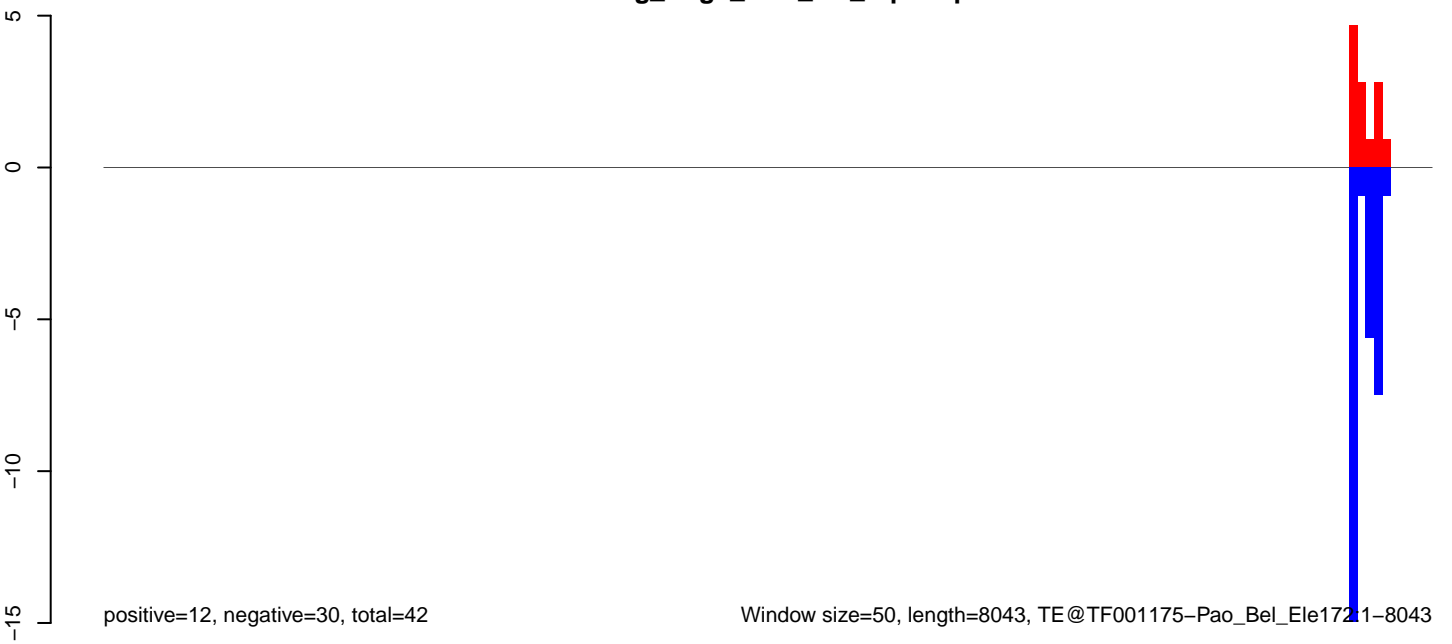 5
0
−5
−10
−15
positive=12, negative=30, total=42
Window size=50, length=8043, TE@TF001175−Pao_Bel_Ele172:1−8043